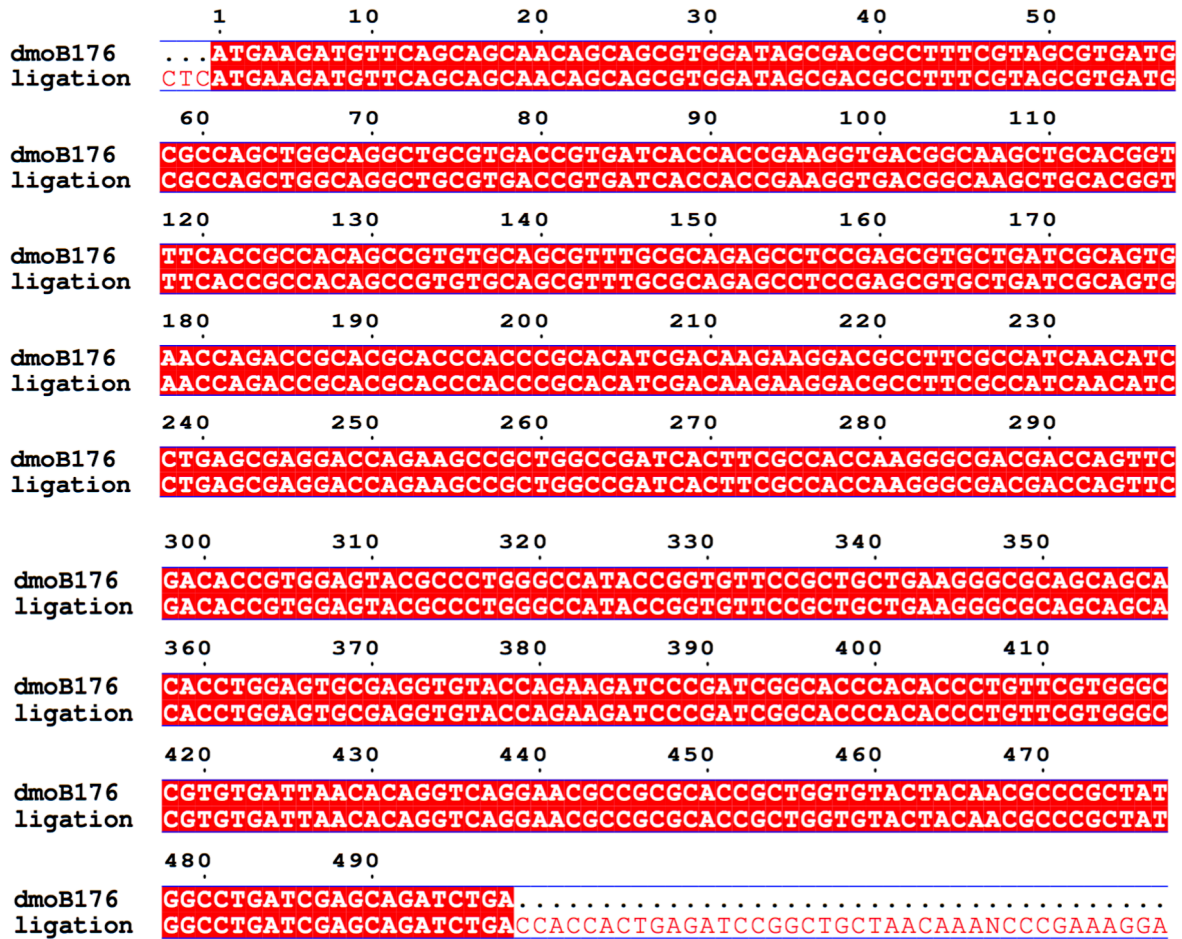 1 10 20 30 40 50
dmoB176 ...ATGAAGATGTTCAGCAGCAACAGCAGCGTGGATAGCGACGCCTTTCGTAGCGTGATG
ligation CTCATGAAGATGTTCAGCAGCAACAGCAGCGTGGATAGCGACGCCTTTCGTAGCGTGATG
60 70 80 90 100 110
dmoB176 CGCCAGCTGGCAGGCTGCGTGACCGTGATCACCACCGAAGGTGACGGCAAGCTGCACGGT
ligation CGCCAGCTGGCAGGCTGCGTGACCGTGATCACCACCGAAGGTGACGGCAAGCTGCACGGT
120 130 140 150 160 170
dmoB176 TTCACCGCCACAGCCGTGTGCAGCGTTTGCGCAGAGCCTCCGAGCGTGCTGATCGCAGTG
ligation TTCACCGCCACAGCCGTGTGCAGCGTTTGCGCAGAGCCTCCGAGCGTGCTGATCGCAGTG
180 190 200 210 220 230
dmoB176 AACCAGACCGCACGCACCCACCCGCACATCGACAAGAAGGACGCCTTCGCCATCAACATC
ligation AACCAGACCGCACGCACCCACCCGCACATCGACAAGAAGGACGCCTTCGCCATCAACATC
240 250 260 270 280 290
dmoB176 CTGAGCGAGGACCAGAAGCCGCTGGCCGATCACTTCGCCACCAAGGGCGACGACCAGTTC
ligation CTGAGCGAGGACCAGAAGCCGCTGGCCGATCACTTCGCCACCAAGGGCGACGACCAGTTC
300 310 320 330 340 350
dmoB176 GACACCGTGGAGTACGCCCTGGGCCATACCGGTGTTCCGCTGCTGAAGGGCGCAGCAGCA
ligation GACACCGTGGAGTACGCCCTGGGCCATACCGGTGTTCCGCTGCTGAAGGGCGCAGCAGCA
360 370 380 390 400 410
dmoB176 CACCTGGAGTGCGAGGTGTACCAGAAGATCCCGATCGGCACCCACACCCTGTTCGTGGGC
ligation CACCTGGAGTGCGAGGTGTACCAGAAGATCCCGATCGGCACCCACACCCTGTTCGTGGGC
420 430 440 450 460 470
dmoB176 CGTGTGATTAACACAGGTCAGGAACGCCGCGCACCGCTGGTGTACTACAACGCCCGCTAT
ligation CGTGTGATTAACACAGGTCAGGAACGCCGCGCACCGCTGGTGTACTACAACGCCCGCTAT
480 490
dmoB176 GGCCTGATCGAGCAGATCTGA.......................................
ligation GGCCTGATCGAGCAGATCTGACCACCACTGAGATCCGGCTGCTAACAAANCCCGAAAGGA